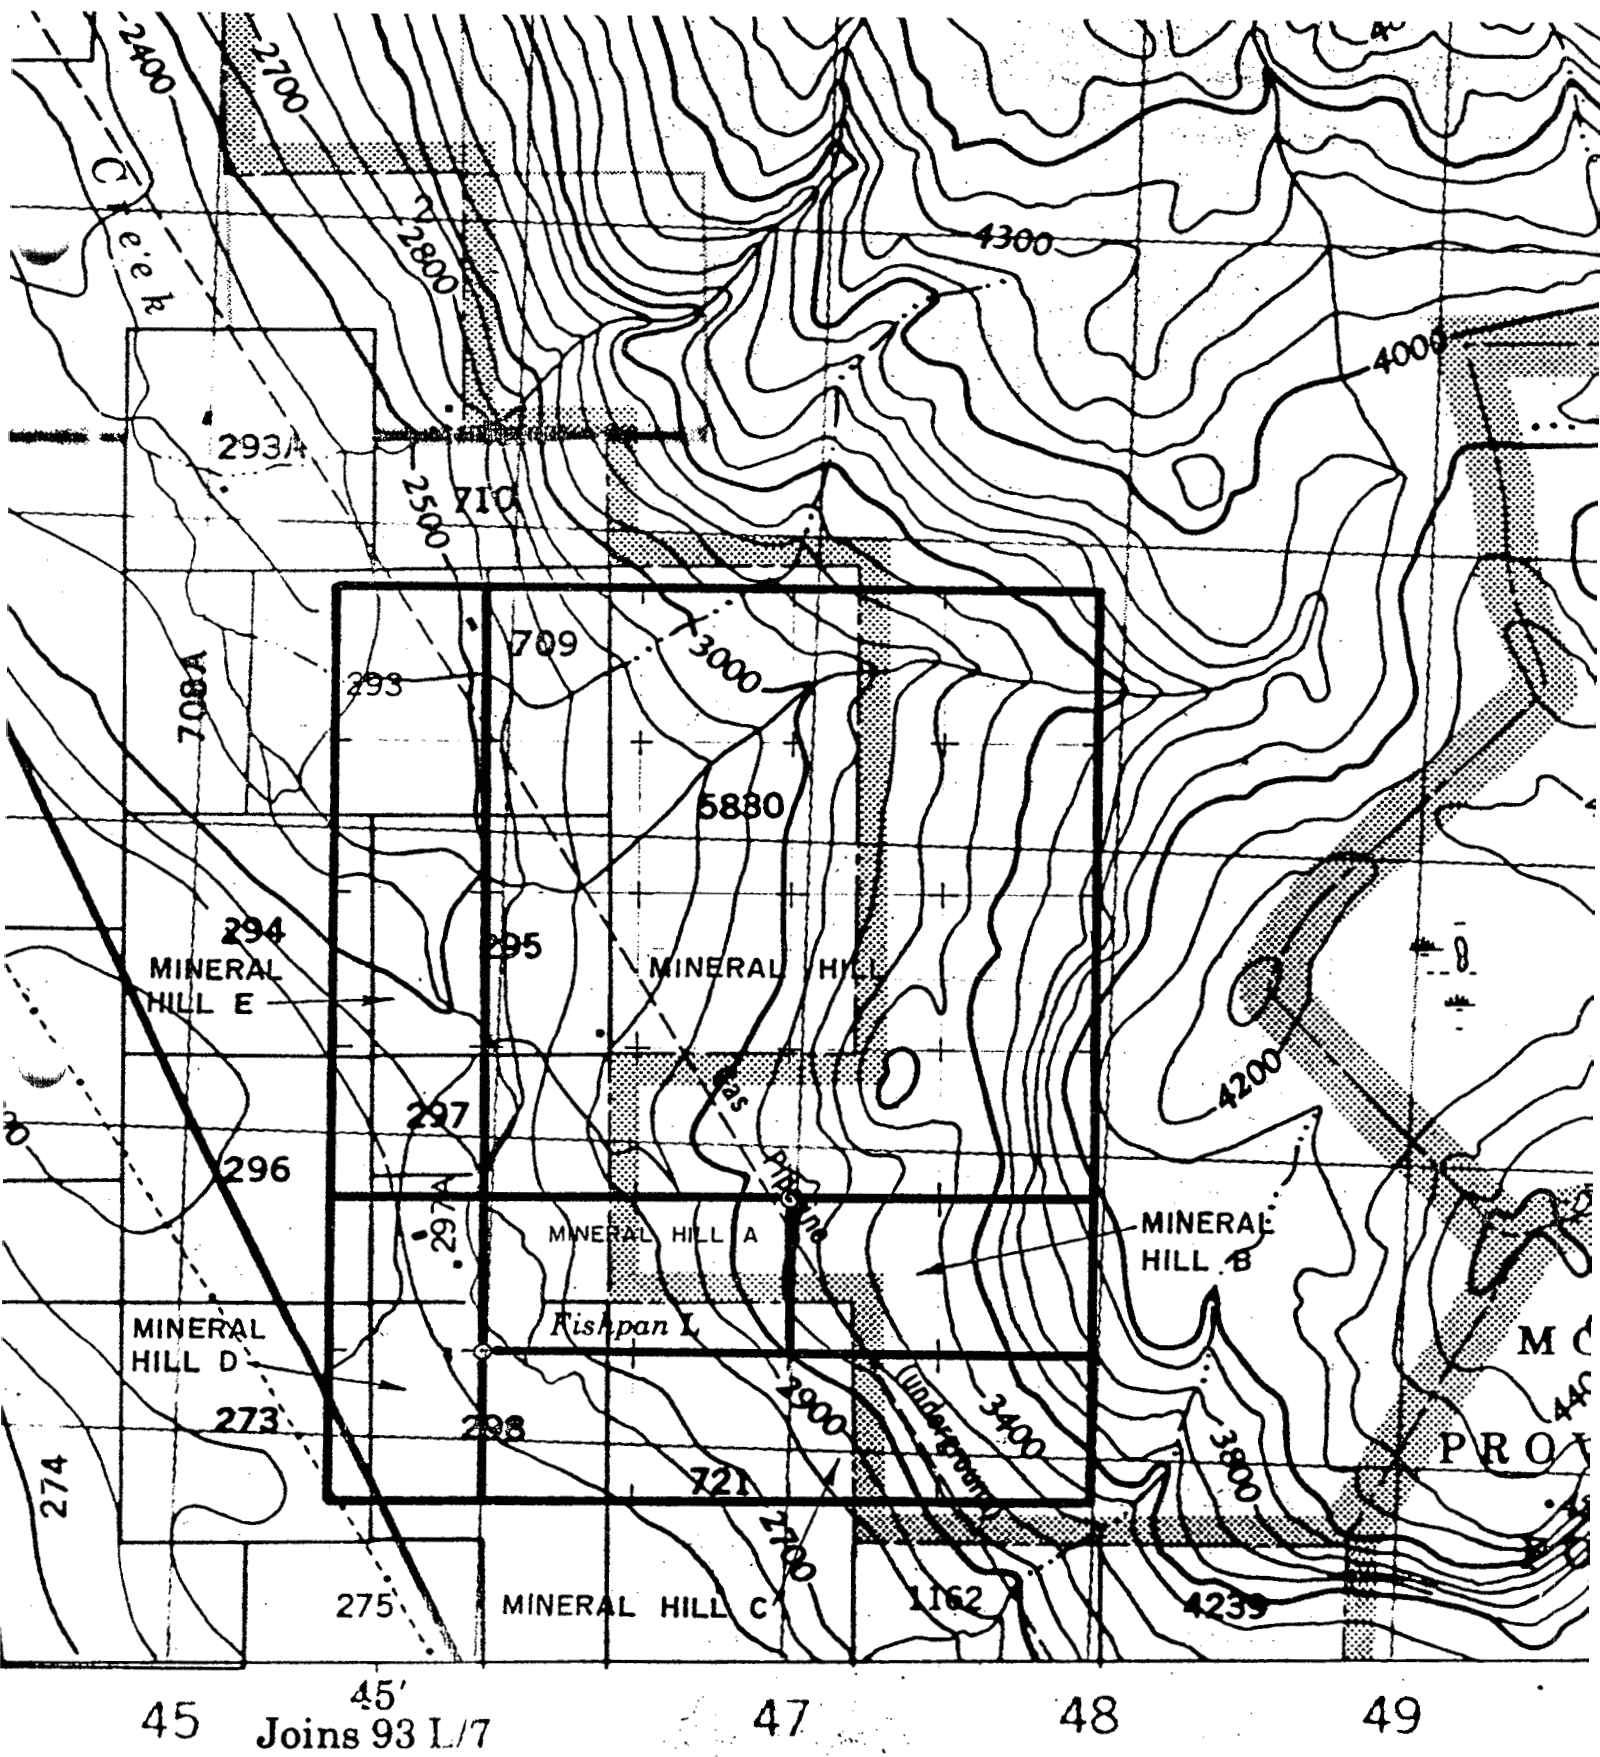 2400
2700
Creek
2800
4300
4000
293A
2500
710
709
293
3000
708A
5880
294
295
MINERAL HILL E
MINERAL HILL
4200
Gas
297
296
Pipeline
297A
MINERAL HILL A
MINERAL HILL B
Fishpan L
MINERAL HILL D
2900
(underground)
3400
273
298
3800
PROV
274
721
2700
275
MINERAL HILL C
1162
4239
45
45'
47
48
49
Joins 93 L/7